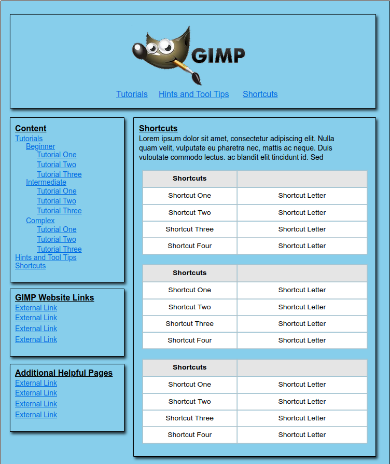 GIMP
Tutorials Hints and Tool Tips Shortcuts
Content
Tutorials
Beginner
Tutorial One
Tutorial Two
Tutorial Three
Intermediate
Tutorial One
Tutorial Two
Tutorial Three
Complex
Tutorial One
Tutorial Two
Tutorial Three
Hints and Tool Tips
Shortcuts
GIMP Website Links
External Link
External Link
External Link
External Link
Additional Helpful Pages
External Link
External Link
External Link
External Link
Shortcuts
Lorem ipsum dolor sit amet, consectetur adipiscing elit. Nulla
quam velit, vulputate eu pharetra nec, mattis ac neque. Duis
vulputate commodo lectus, ac blandit elit tincidunt id. Sed
Shortcuts
Shortcut One Shortcut Letter
Shortcut Two Shortcut Letter
Shortcut Three Shortcut Letter
Shortcut Four Shortcut Letter
Shortcuts
Shortcut One Shortcut Letter
Shortcut Two Shortcut Letter
Shortcut Three Shortcut Letter
Shortcut Four Shortcut Letter
Shortcuts
Shortcut One Shortcut Letter
Shortcut Two Shortcut Letter
Shortcut Three Shortcut Letter
Shortcut Four Shortcut Letter